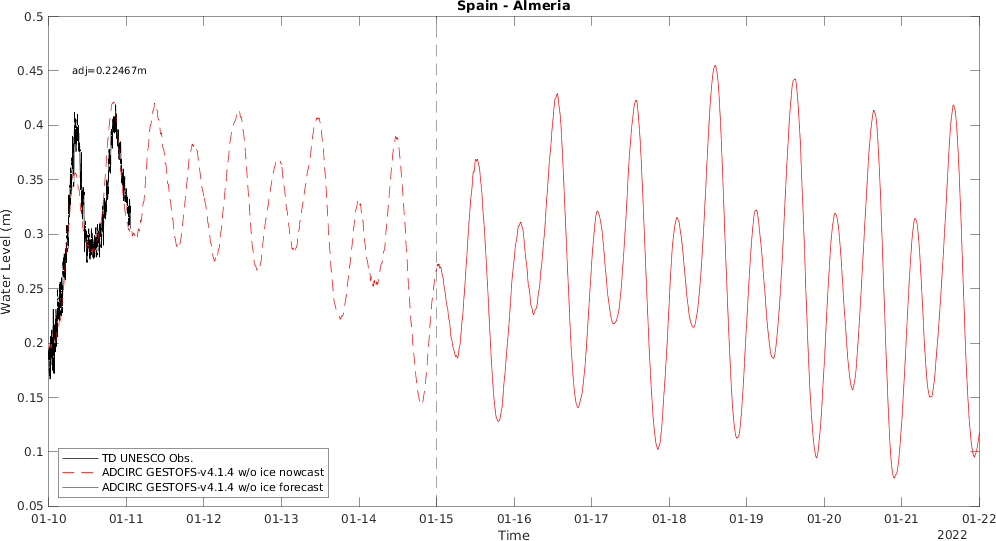 Spain - Almeria
0.5
0.45
0.4
0.35
0.3
0.25
0.2
0.15
0.1
0.05
Water Level (m)
adj=0.22467m
TD UNESCO Obs.
ADCIRC GESTOFS-v4.1.4 w/o ice nowcast
ADCIRC GESTOFS-v4.1.4 w/o ice forecast
01-10 01-11 01-12 01-13 01-14 01-15 01-16 01-17 01-18 01-19 01-20 01-21 01-22
Time
2022